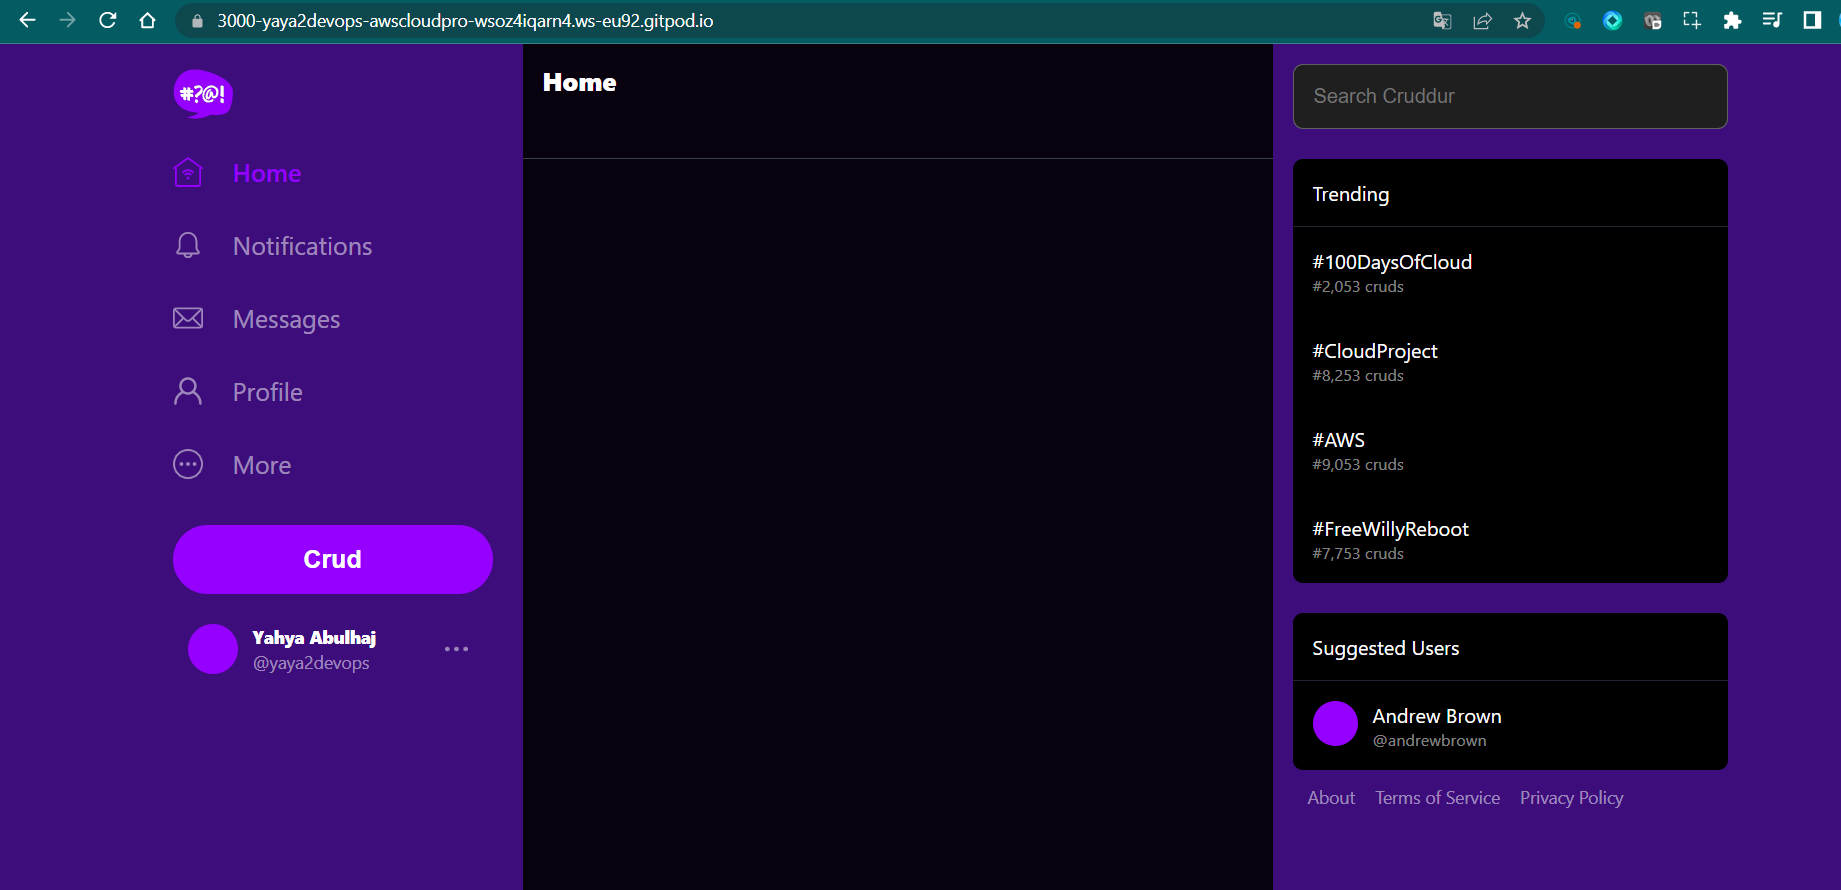 3000-yaya2devops-awscloudpro-wsoz4iqarn4.ws-eu92.gitpod.io
#?@!
Home
Notifications
Messages
Profile
More
Crud
Yahya Abulhaj
@yaya2devops
Home
Search Cruddur
Trending
#100DaysOfCloud
#2,053 cruds
#CloudProject
#8,253 cruds
#AWS
#9,053 cruds
#FreeWillyReboot
#7,753 cruds
Suggested Users
Andrew Brown
@andrewbrown
About Terms of Service Privacy Policy